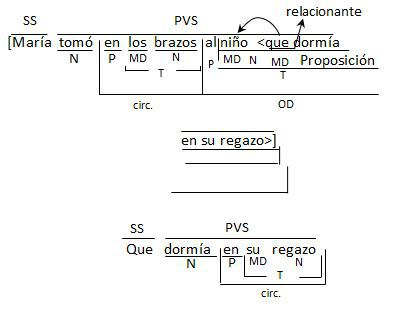 relacionante
SS PVS
[María tomó en los brazos al niño <que dormía
N P MD N P MD N MD Proposición
T T
circ. OD
en su regazo>]
SS PVS
Que dormía en su regazo
N P MD N
T
circ.